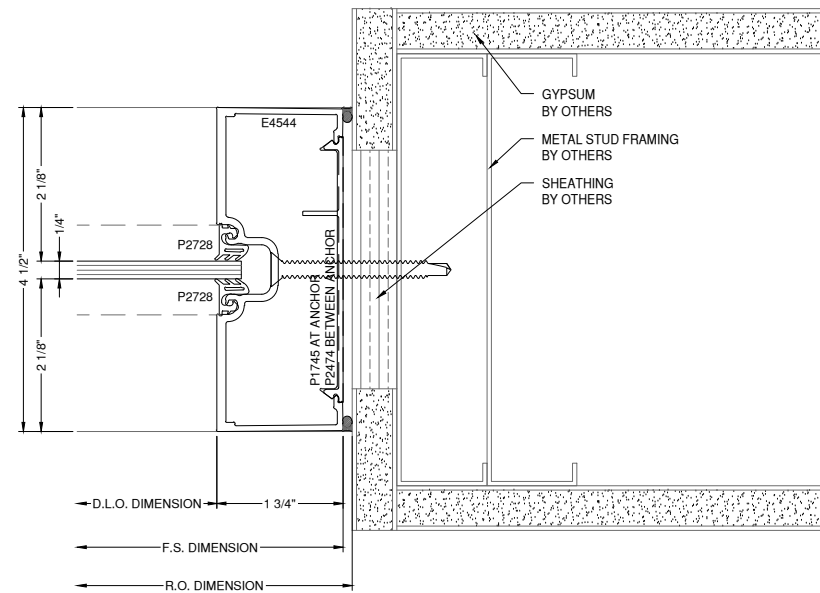 GYPSUM
BY OTHERS
E4544
METAL STUD FRAMING
BY OTHERS
SHEATHING
BY OTHERS
2 1/8"
1/4"
4 1/2"
2 1/8"
P2728
P2728
P1745 AT ANCHOR
P2474 BETWEEN ANCHOR
D.L.O. DIMENSION
1 3/4"
F.S. DIMENSION
R.O. DIMENSION